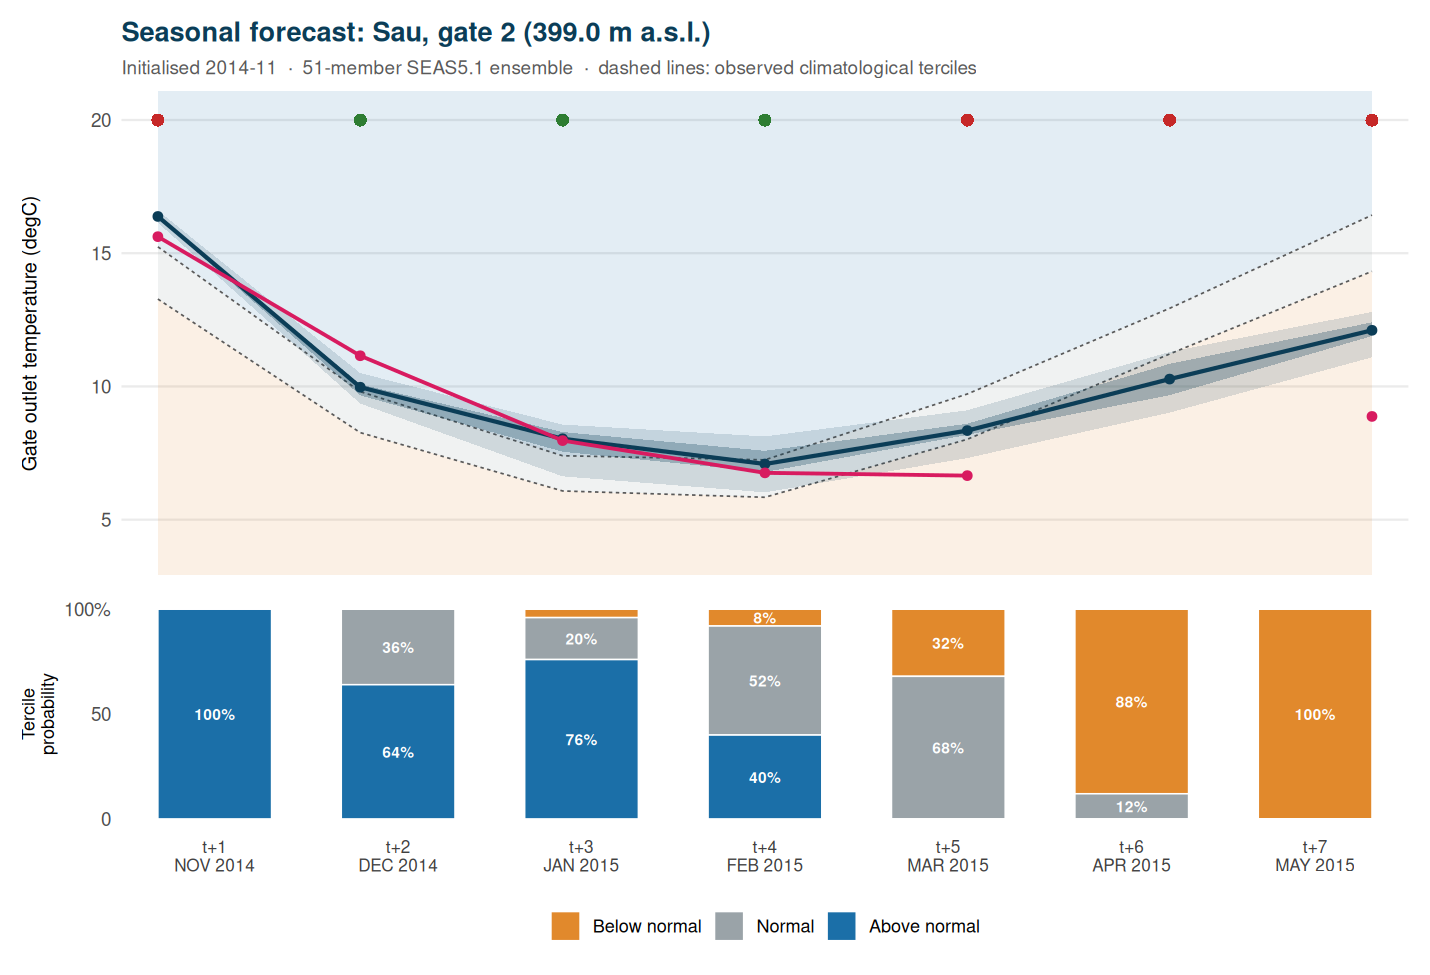 Seasonal forecast: Sau, gate 2 (399.0 m a.s.l.)
Initialised 2014-11 · 51-member SEAS5.1 ensemble · dashed lines: observed climatological terciles
Gate outlet temperature (degC)
20
15
10
5
Tercile
probability
100%
50
0
100%
36%
64%
20%
76%
8%
52%
40%
32%
68%
88%
12%
100%
t+1
NOV 2014
t+2
DEC 2014
t+3
JAN 2015
t+4
FEB 2015
t+5
MAR 2015
t+6
APR 2015
t+7
MAY 2015
Below normal
Normal
Above normal